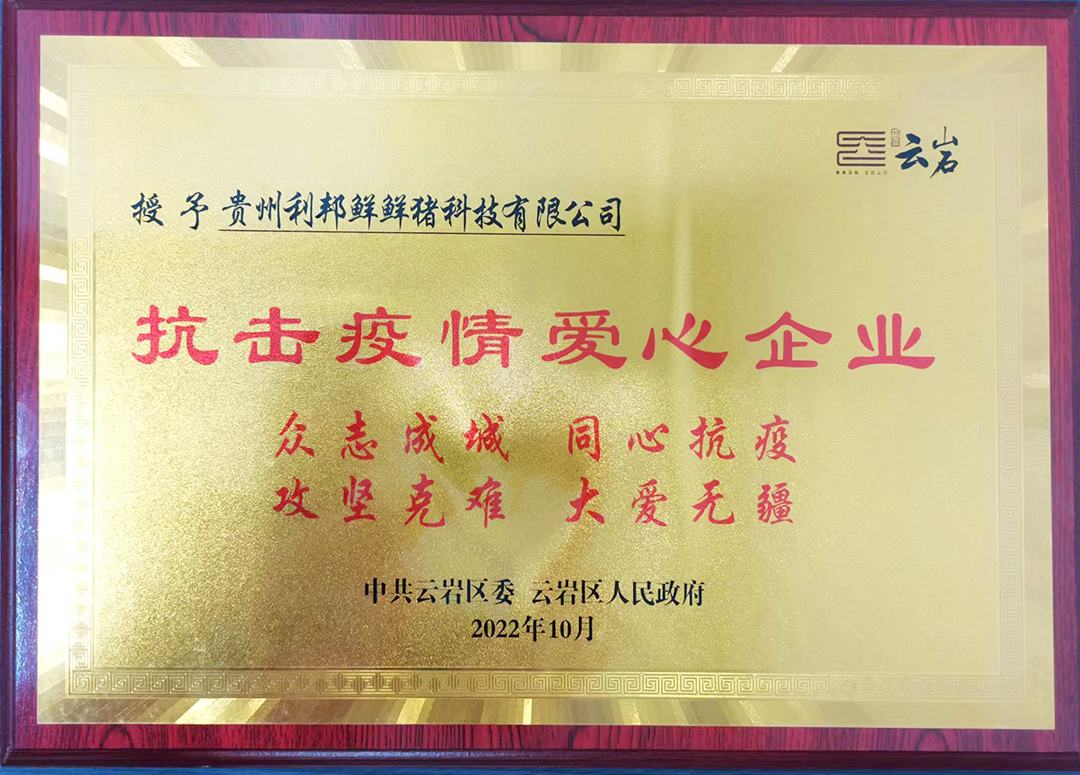 云岩
授予 贵州利邦鲜鲜猪科技有限公司
抗击疫情爱心企业
众志成城 同心抗疫
攻坚克难 大爱无疆
中共云岩区委 云岩区人民政府
2022年10月